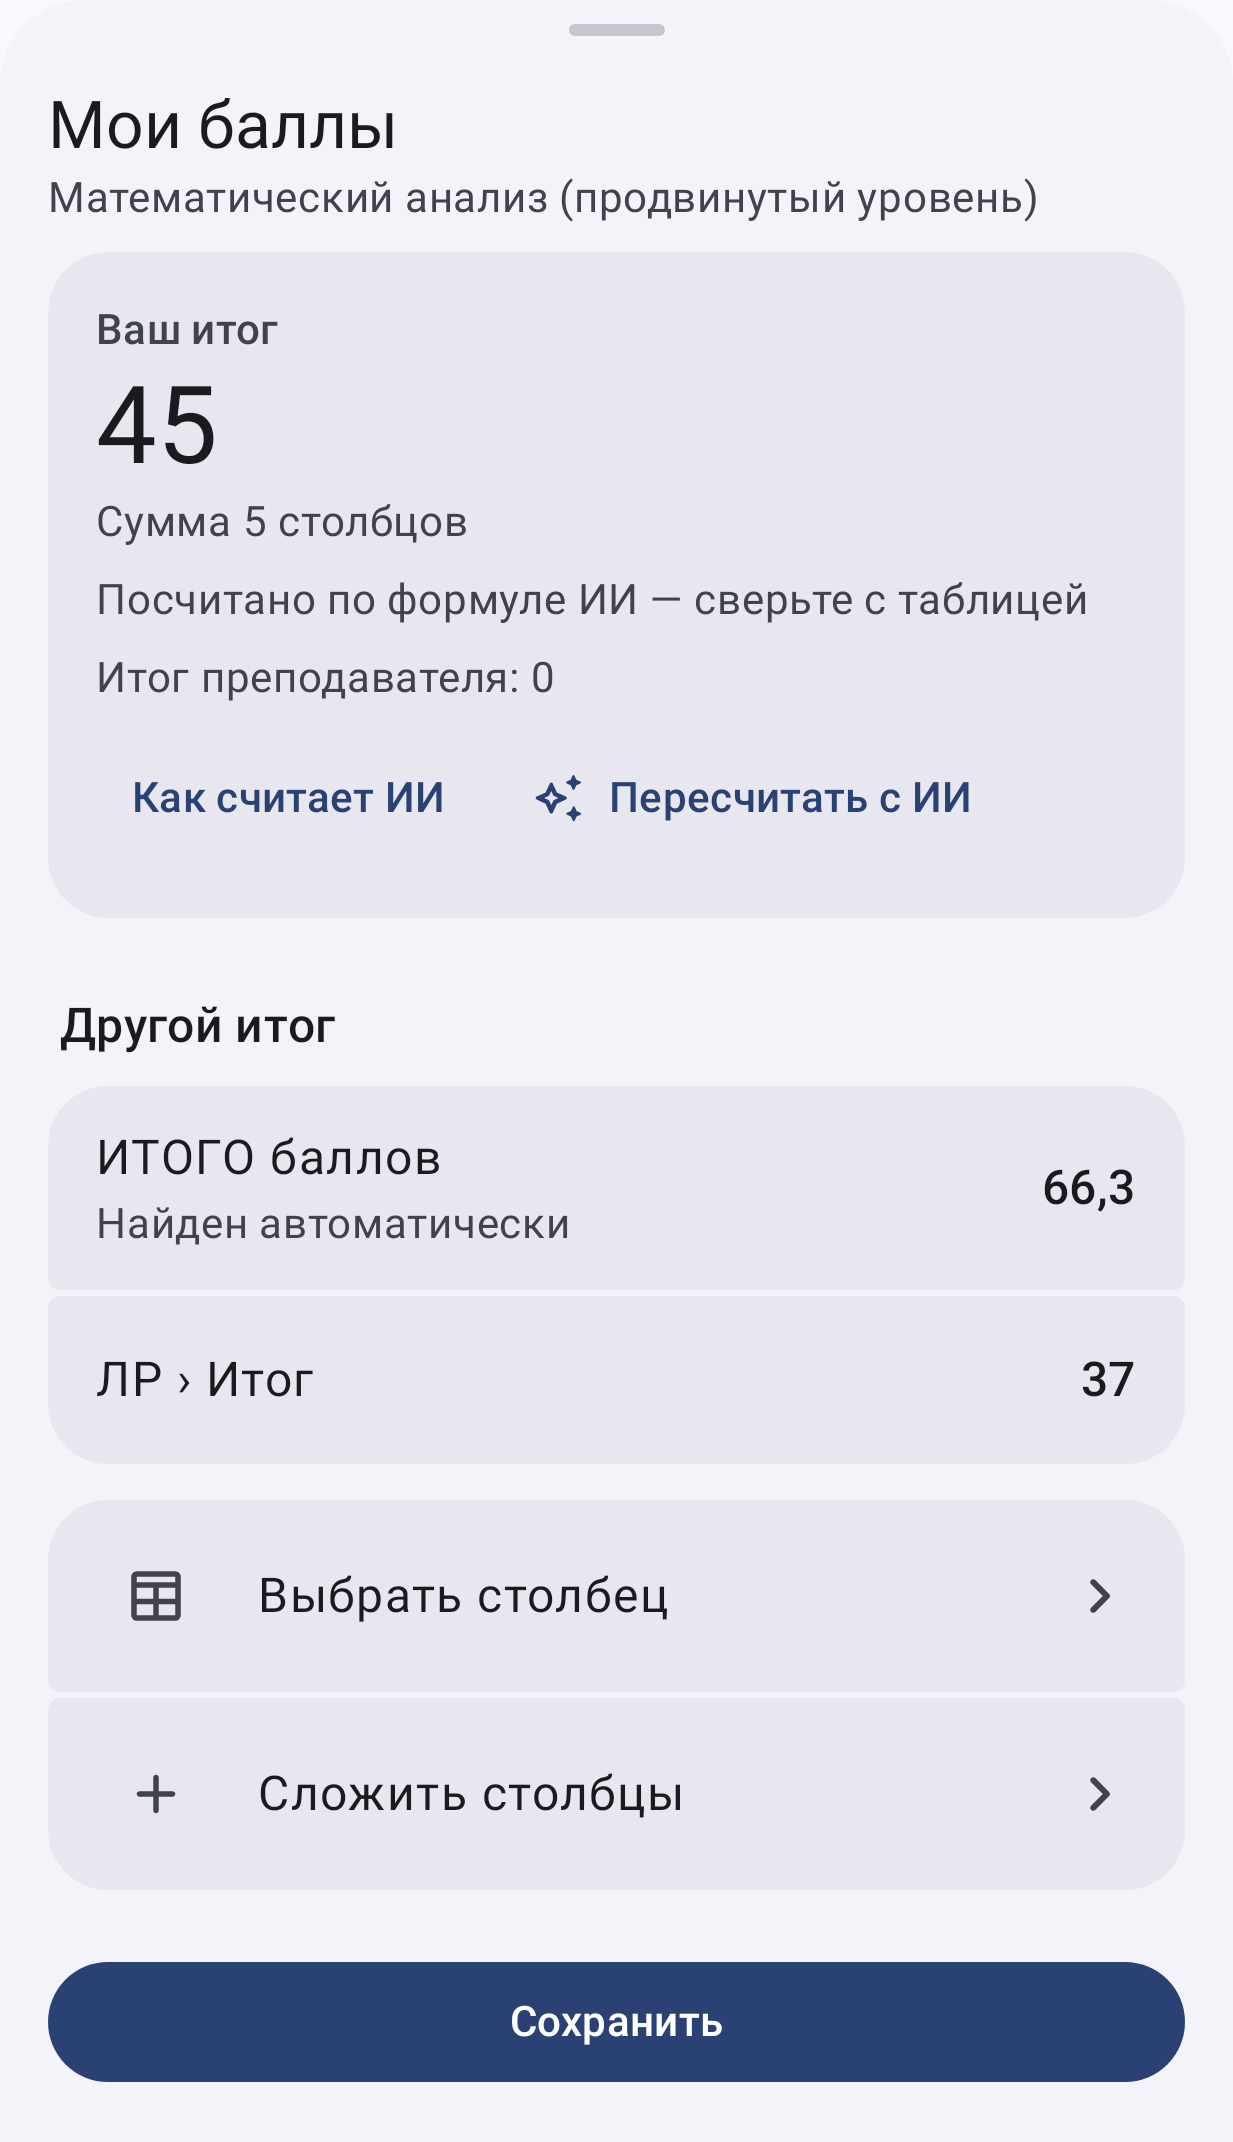 Мои баллы
Математический анализ (продвинутый уровень)
Ваш итог
45
Сумма 5 столбцов
Посчитано по формуле ИИ — сверьте с таблицей
Итог преподавателя: 0
Как считает ИИ
Пересчитать с ИИ
Другой итог
ИТОГО баллов
Найден автоматически
66,3
ЛР › Итог
37
Выбрать столбец
Сложить столбцы
Сохранить